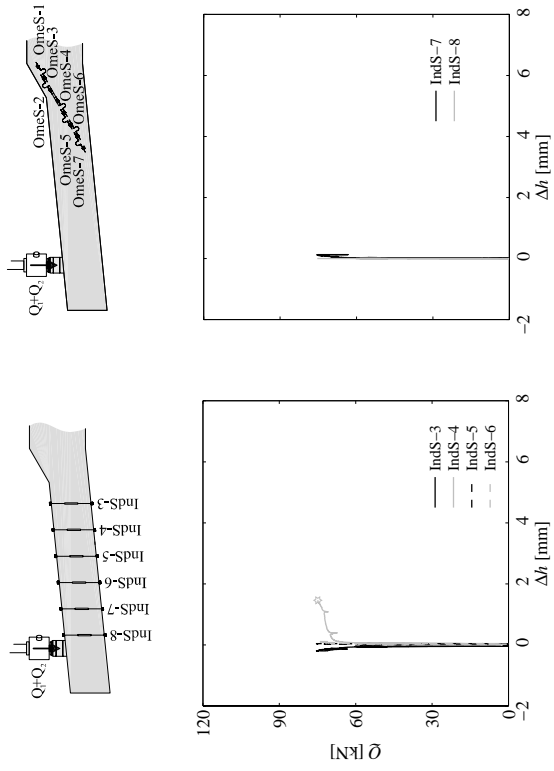 Q₁+Q₂
IndS-8
IndS-7
IndS-6
IndS-5
IndS-4
IndS-3
Q₁+Q₂
OmeS-1
OmeS-2
OmeS-3
OmeS-4
OmeS-5
OmeS-6
OmeS-7
120
90
60
30
0
Q [kN]
-2
0
2
4
6
8
Δh [mm]
IndS-3
IndS-4
IndS-5
IndS-6
-2
0
2
4
6
8
Δh [mm]
IndS-7
IndS-8